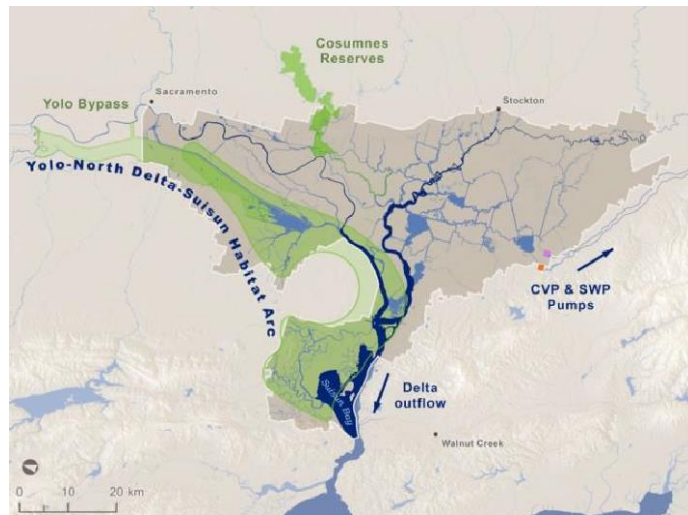 Cosumnes
Reserves
Sacramento
Stockton
Yolo Bypass
Yolo-North Delta-Suisun Habitat Arc
CVP & SWP
Pumps
Suisun Bay
Delta
outflow
Walnut Creek
0 10 20 km